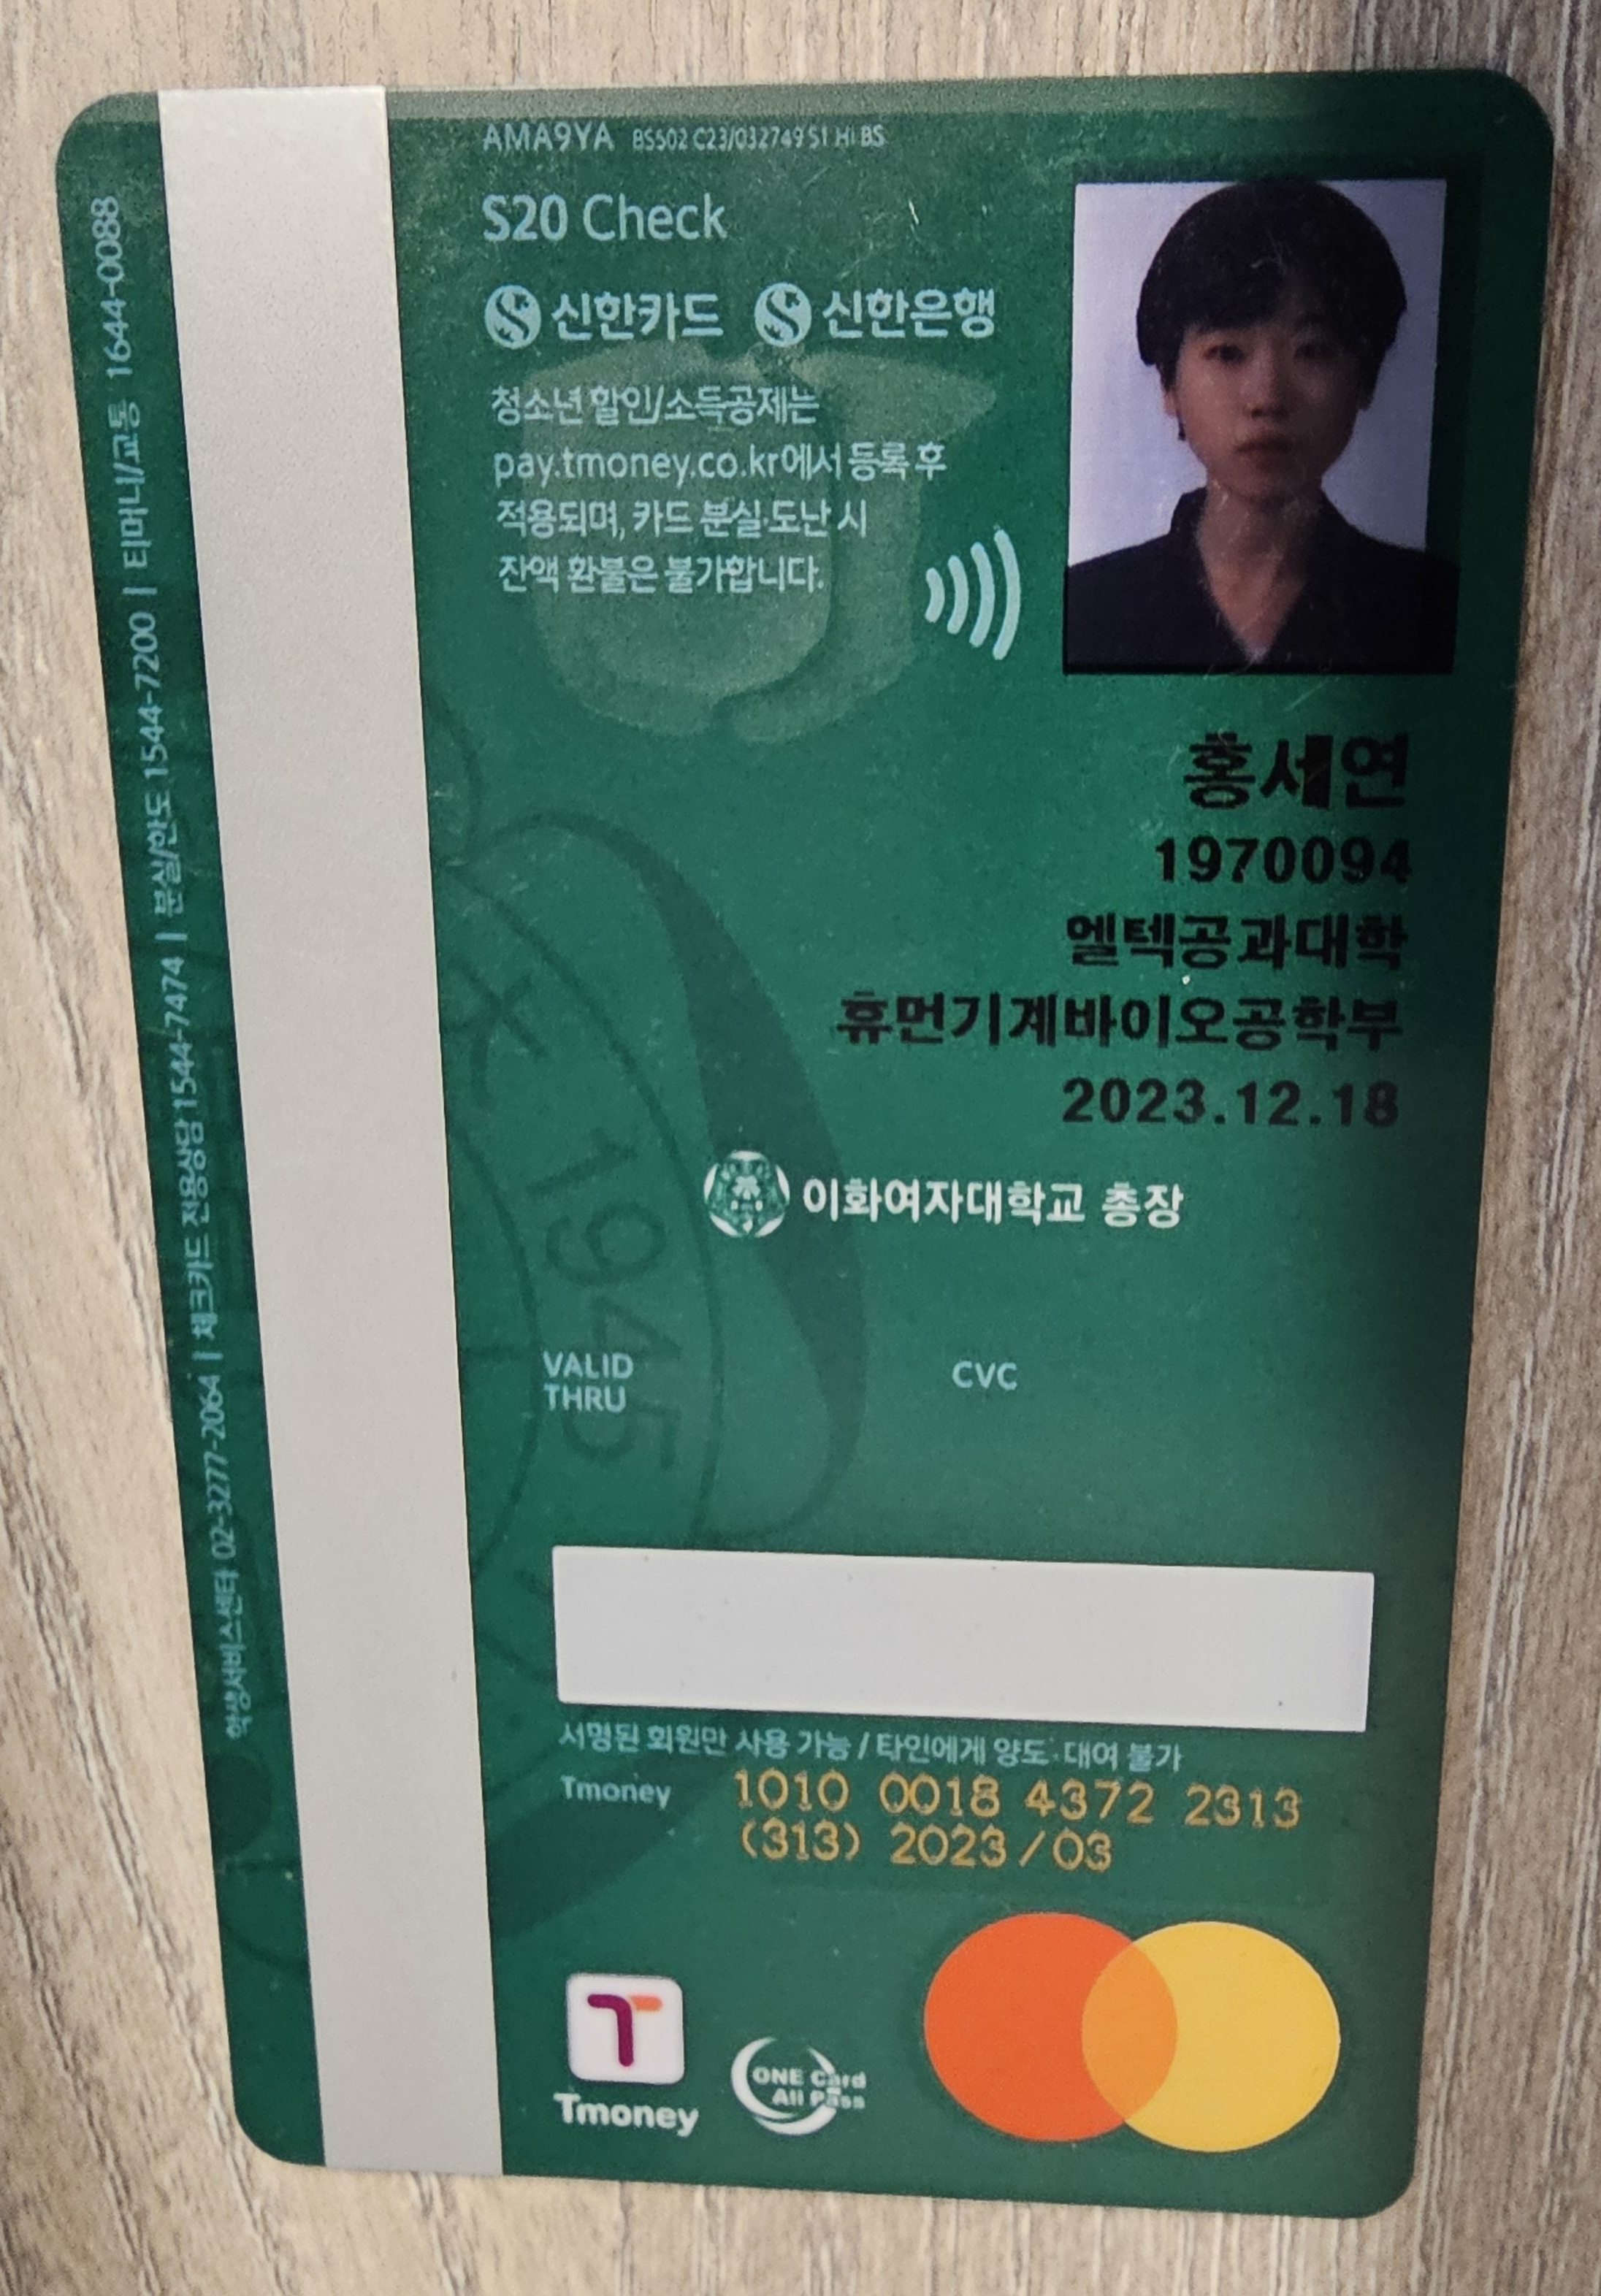 AMA9YA BS502 C23/032749 S1 Hi BS
S20 Check
신한카드 신한은행
청소년 할인/소득공제는
pay.tmoney.co.kr에서 등록 후
적용되며, 카드 분실·도난 시
잔액 환불은 불가합니다.
홍세연
1970094
엘텍공과대학
휴먼기계바이오공학부
2023.12.18
이화여자대학교 총장
1945
VALID
THRU
CVC
서명된 회원만 사용 가능 / 타인에게 양도·대여 불가
Tmoney 1010 0018 4372 2313
(313) 2023/03
Tmoney
ONE Card
All Pass
학생서비스센터 02-3277-2064 | 체크카드 전용상담 1544-7474 | 분실/한도 1544-7200 | 티머니/교통 1644-0088